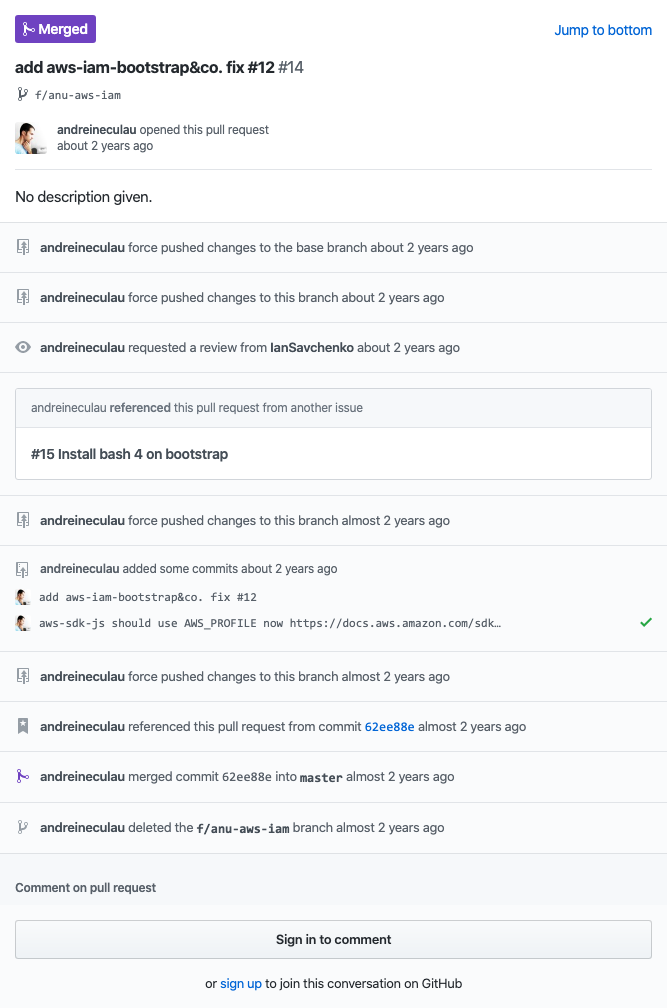 Merged
Jump to bottom
add aws-iam-bootstrap&co. fix #12 #14
f/anu-aws-iam
andreineculau opened this pull request
about 2 years ago
No description given.
andreineculau force pushed changes to the base branch about 2 years ago
andreineculau force pushed changes to this branch about 2 years ago
andreineculau requested a review from IanSavchenko about 2 years ago
andreineculau referenced this pull request from another issue
#15 Install bash 4 on bootstrap
andreineculau force pushed changes to this branch almost 2 years ago
andreineculau added some commits about 2 years ago
add aws-iam-bootstrap&co. fix #12
aws-sdk-js should use AWS_PROFILE now https://docs.aws.amazon.com/sdk…
andreineculau force pushed changes to this branch almost 2 years ago
andreineculau referenced this pull request from commit 62ee88e almost 2 years ago
andreineculau merged commit 62ee88e into master almost 2 years ago
andreineculau deleted the f/anu-aws-iam branch almost 2 years ago
Comment on pull request
Sign in to comment
or sign up to join this conversation on GitHub